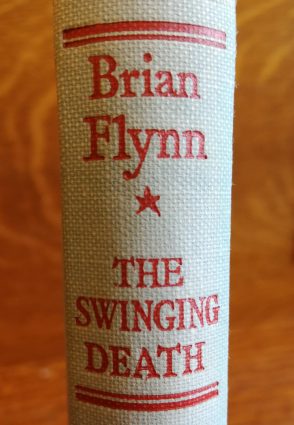 Brian
Flynn
THE
SWINGING
DEATH